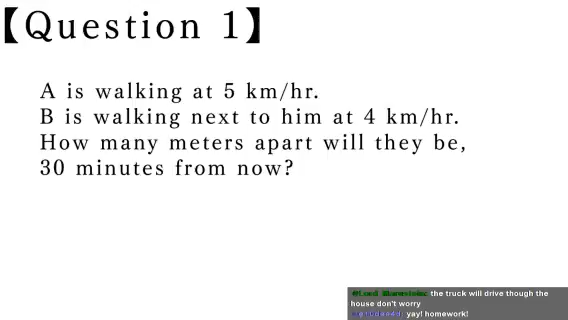 【Question 1】
A is walking at 5 km/hr.
B is walking next to him at 4 km/hr.
How many meters apart will they be,
30 minutes from now?
the truck will drive though the
house don't worry
yay! homework!